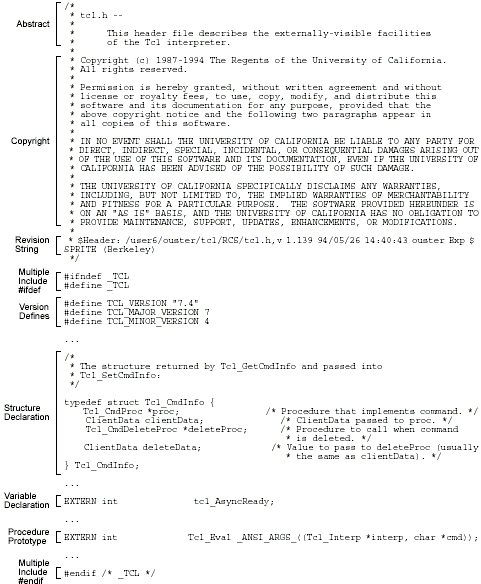 Abstract
/*
 * tcl.h --
 *
 *      This header file describes the externally-visible facilities
 *      of the Tcl interpreter.
 *
Copyright
 * Copyright (c) 1987-1994 The Regents of the University of California.
 * All rights reserved.
 *
 * Permission is hereby granted, without written agreement and without
 * license or royalty fees, to use, copy, modify, and distribute this
 * software and its documentation for any purpose, provided that the
 * above copyright notice and the following two paragraphs appear in
 * all copies of this software.
 *
 * IN NO EVENT SHALL THE UNIVERSITY OF CALIFORNIA BE LIABLE TO ANY PARTY FOR
 * DIRECT, INDIRECT, SPECIAL, INCIDENTAL, OR CONSEQUENTIAL DAMAGES ARISING OUT
 * OF THE USE OF THIS SOFTWARE AND ITS DOCUMENTATION, EVEN IF THE UNIVERSITY OF
 * CALIFORNIA HAS BEEN ADVISED OF THE POSSIBILITY OF SUCH DAMAGE.
 *
 * THE UNIVERSITY OF CALIFORNIA SPECIFICALLY DISCLAIMS ANY WARRANTIES,
 * INCLUDING, BUT NOT LIMITED TO, THE IMPLIED WARRANTIES OF MERCHANTABILITY
 * AND FITNESS FOR A PARTICULAR PURPOSE.  THE SOFTWARE PROVIDED HEREUNDER IS
 * ON AN "AS IS" BASIS, AND THE UNIVERSITY OF CALIFORNIA HAS NO OBLIGATION TO
 * PROVIDE MAINTENANCE, SUPPORT, UPDATES, ENHANCEMENTS, OR MODIFICATIONS.
 *
Revision
String
 * $Header: /user6/ouster/tcl/RCS/tcl.h,v 1.139 94/05/26 14:40:43 ouster Exp $
SPRITE (Berkeley)
 */
Multiple
Include
#ifdef
#ifndef _TCL
#define _TCL
Version
Defines
#define TCL_VERSION "7.4"
#define TCL_MAJOR_VERSION 7
#define TCL_MINOR_VERSION 4
...
Structure
Declaration
/*
 * The structure returned by Tcl_GetCmdInfo and passed into
 * Tcl_SetCmdInfo:
 */
typedef struct Tcl_CmdInfo {
Tcl_CmdProc *proc; /* Procedure that implements command. */
ClientData clientData; /* ClientData passed to proc. */
Tcl_CmdDeleteProc *deleteProc; /* Procedure to call when command
* is deleted. */
ClientData deleteData; /* Value to pass to deleteProc (usually
* the same as clientData). */
} Tcl_CmdInfo;
...
Variable
Declaration
EXTERN int tcl_AsyncReady;
...
Procedure
Prototype
EXTERN int Tcl_Eval _ANSI_ARGS_((Tcl_Interp *interp, char *cmd));
...
Multiple
Include
#endif
#endif /* _TCL */